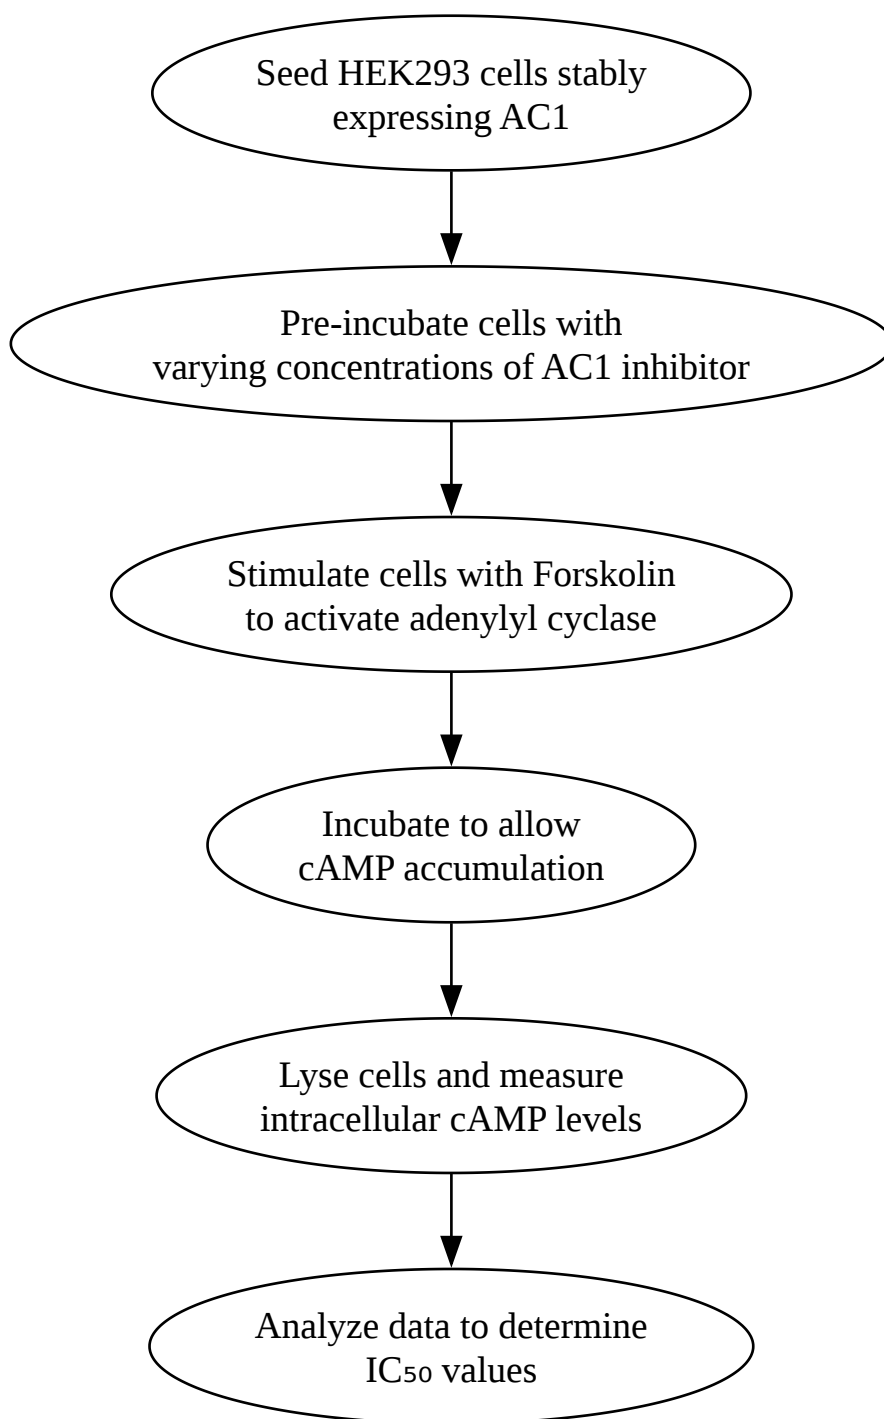 Seed HEK293 cells stably
expressing AC1
Pre-incubate cells with
varying concentrations of AC1 inhibitor
Stimulate cells with Forskolin
to activate adenylyl cyclase
Incubate to allow
cAMP accumulation
Lyse cells and measure
intracellular cAMP levels
Analyze data to determine
IC₅₀ values